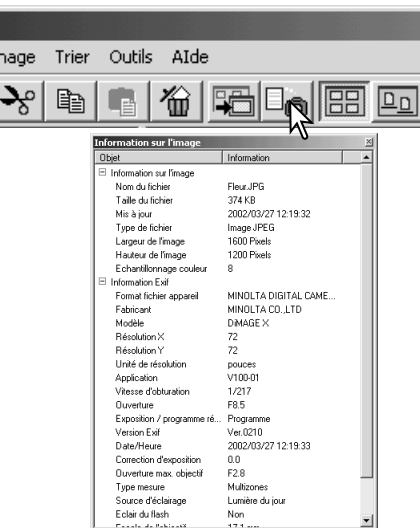 mage Trier Outils AIde
Information sur l'image
Objet Information
Information sur l'image
Nom du fichier Fleur.JPG
Taille du fichier 374 KB
Mis à jour 2002/03/27 12:19:32
Type de fichier Image JPEG
Largeur de l'image 1600 Pixels
Hauteur de l'image 1200 Pixels
Echantillonnage couleur 8
Information Exif
Format fichier appareil MINOLTA DIGITAL CAME...
Fabricant MINOLTA CO.,LTD
Modèle DiMAGE X
Résolution X 72
Résolution Y 72
Unité de résolution pouces
Application V100-01
Vitesse d'obturation 1/217
Ouverture F8.5
Exposition / programme ré... Programme
Version Exif Ver.0210
Date/Heure 2002/03/27 12:19:33
Correction d'exposition 0.0
Ouverture max. objectif F2.8
Type mesure Multizones
Source d'éclairage Lumière du jour
Eclair du flash Non